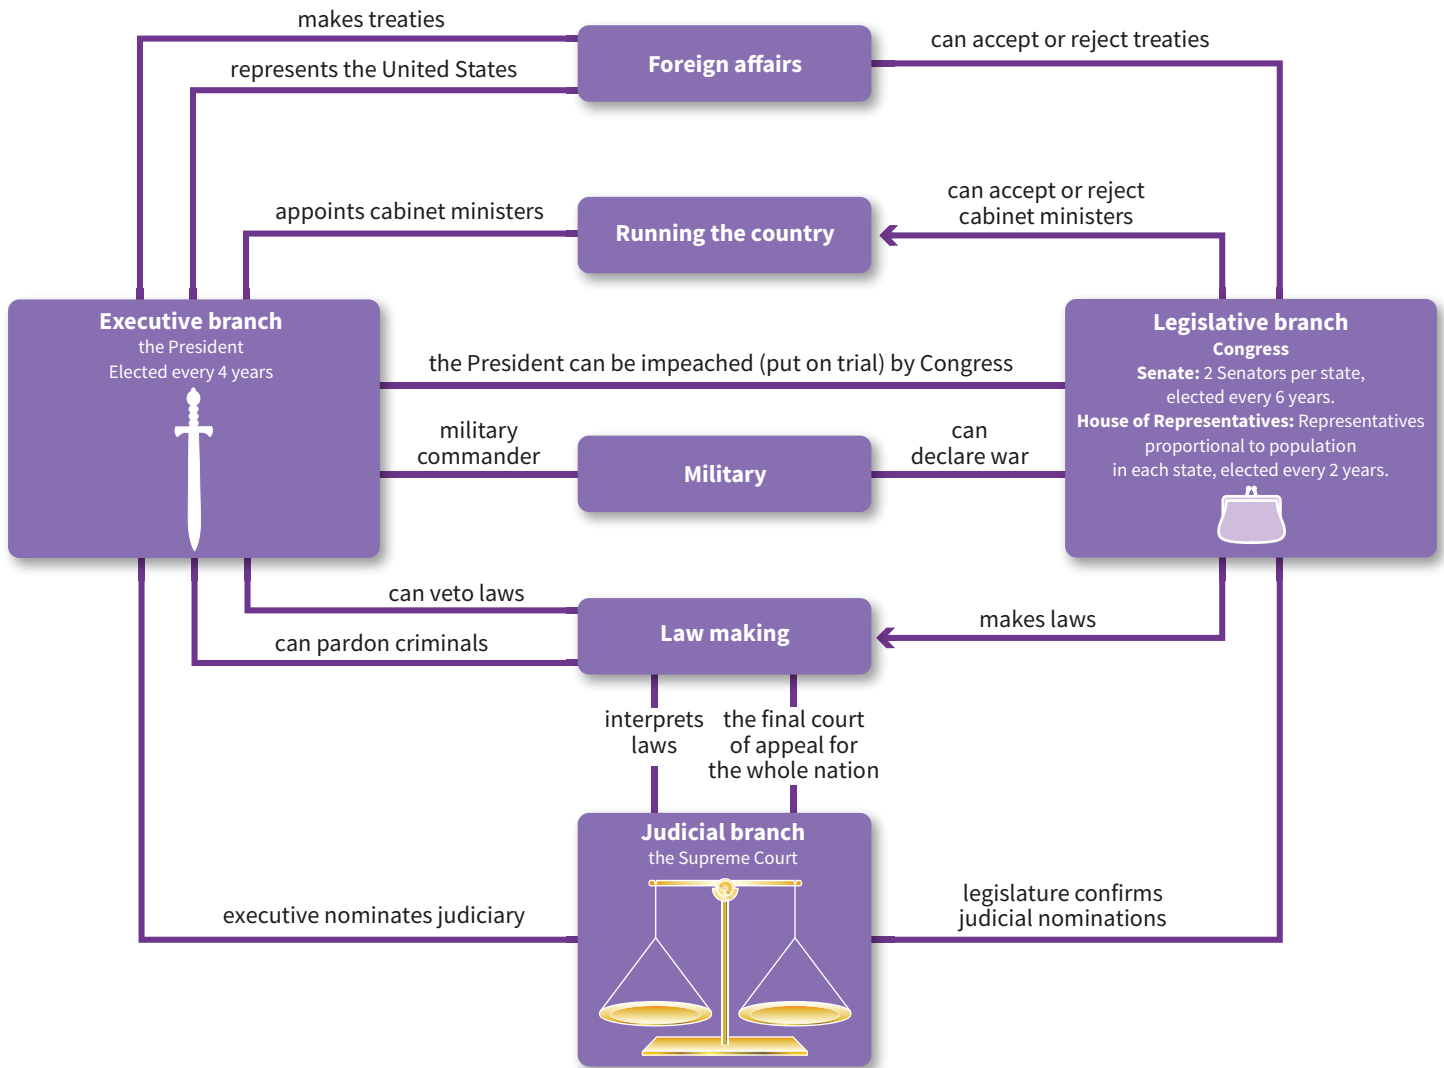 makes treaties
represents the United States
Foreign affairs
can accept or reject treaties
appoints cabinet ministers
Running the country
can accept or reject
cabinet ministers
Executive branch
the President
Elected every 4 years
the President can be impeached (put on trial) by Congress
Legislative branch
Congress
Senate: 2 Senators per state,
elected every 6 years.
House of Representatives: Representatives
proportional to population
in each state, elected every 2 years.
military
commander
Military
can
declare war
can veto laws
can pardon criminals
Law making
makes laws
interprets
laws
the final court
of appeal for
the whole nation
Judicial branch
the Supreme Court
executive nominates judiciary
legislature confirms
judicial nominations